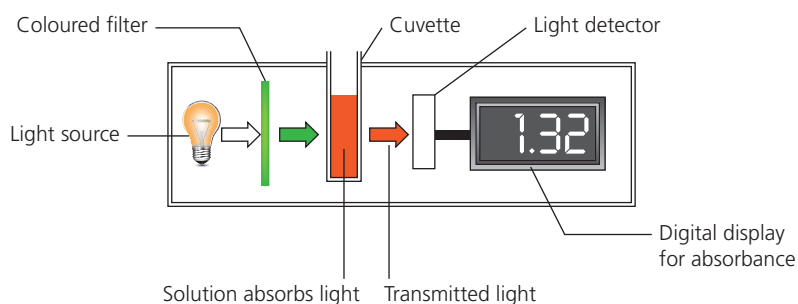 Coloured filter
Cuvette
Light detector
Light source
1.32
Digital display
for absorbance
Solution absorbs light
Transmitted light